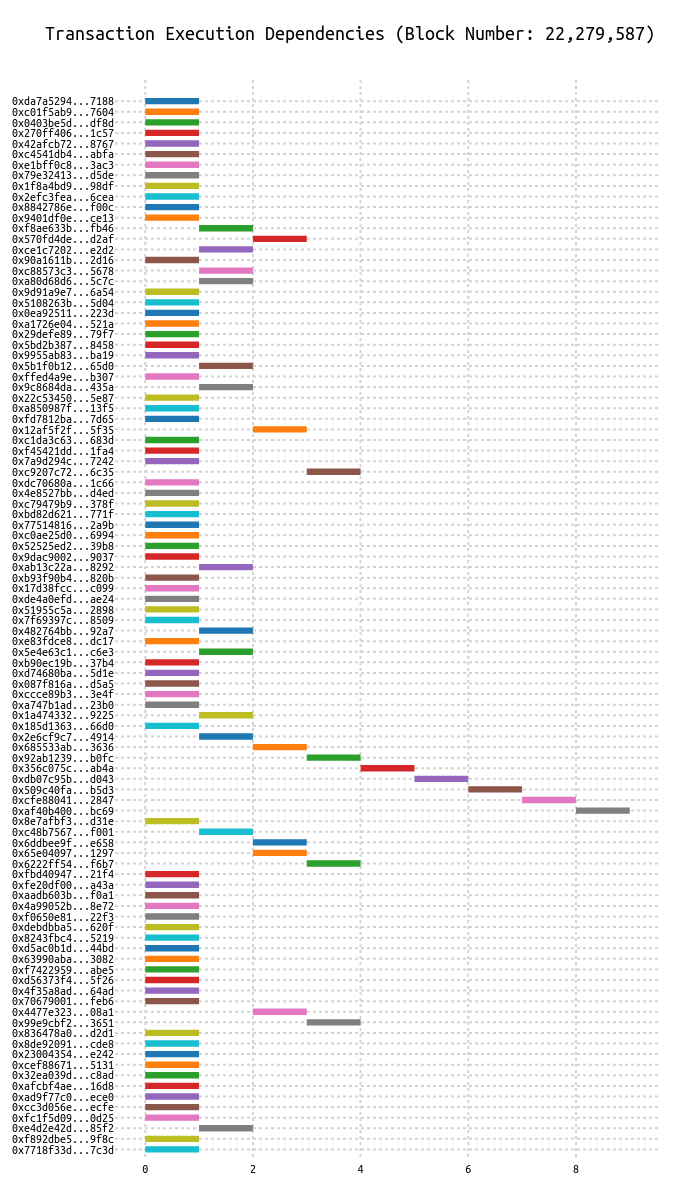 Transaction Execution Dependencies (Block Number: 22,279,587)
0xda7a5294...7188
0xc01f5ab9...7604
0x0403be5d...df8d
0x270ff406...1c57
0x42afcb72...8767
0xc4541db4...abfa
0xe1bff0c8...3ac3
0x79e32413...d5de
0x1f8a4bd9...98df
0x2efc3fea...6cea
0x8842786e...f00c
0x9401df0e...ce13
0xf8ae633b...fb46
0x570fd4de...d2af
0xce1c7202...e2d2
0x90a1611b...2d16
0xc88573c3...5678
0xa80d68d6...5c7c
0x9d91a9e7...6a54
0x5108263b...5d04
0x0ea92511...223d
0xa1726e04...521a
0x29defe89...79f7
0x5bd2b387...8458
0x9955ab83...ba19
0x5b1f0b12...65d0
0xffed4a9e...b307
0x9c8684da...435a
0x22c53450...5e87
0xa850987f...13f5
0xfd7812ba...7d65
0x12af5f2f...5f35
0xc1da3c63...683d
0xf45421dd...1fa4
0x7a9d294c...7242
0xc9207c72...6c35
0xdc70680a...1c66
0x4e8527bb...d4ed
0xc79479b9...378f
0xbd82d621...771f
0x77514816...2a9b
0xc0ae25d0...6994
0x52525ed2...39b8
0x9dac9002...9037
0xab13c22a...8292
0xb93f90b4...820b
0x17d38fcc...c099
0xde4a0efd...ae24
0x51955c5a...2898
0x7f69397c...8509
0x482764bb...92a7
0xe83fdce8...dc17
0x5e4e63c1...c6e3
0xb90ec19b...37b4
0xd74680ba...5d1e
0x087f816a...d5a5
0xccce89b3...3e4f
0xa747b1ad...23b0
0x1a474332...9225
0x185d1363...66d0
0x2e6cf9c7...4914
0x685533ab...3636
0x92ab1239...b0fc
0x356c075c...ab4a
0xdb07c95b...d043
0x509c40fa...b5d3
0xcfe88041...2847
0xaf40b400...bc69
0x8e7afbf3...d31e
0xc48b7567...f001
0x6ddbee9f...e658
0x65e04097...1297
0x6222ff54...f6b7
0xfbd40947...21f4
0xfe20df00...a43a
0xaadb603b...f0a1
0x4a99052b...8e72
0xf0650e81...22f3
0xdebdbba5...620f
0x8243fbc4...5219
0xd5ac0b1d...44bd
0x63990aba...3082
0xf7422959...abe5
0xd56373f4...5f26
0x4f35a8ad...64ad
0x70679001...feb6
0x4477e323...08a1
0x99e9cbf2...3651
0x836478a0...d2d1
0x8de92091...cde8
0x23004354...e242
0xcef88671...5131
0x32ea039d...c8ad
0xafcbf4ae...16d8
0xad9f77c0...ece0
0xcc3d056e...ecfe
0xfc1f5d09...0d25
0xe4d2e42d...85f2
0xf892dbe5...9f8c
0x7718f33d...7c3d
0 2 4 6 8